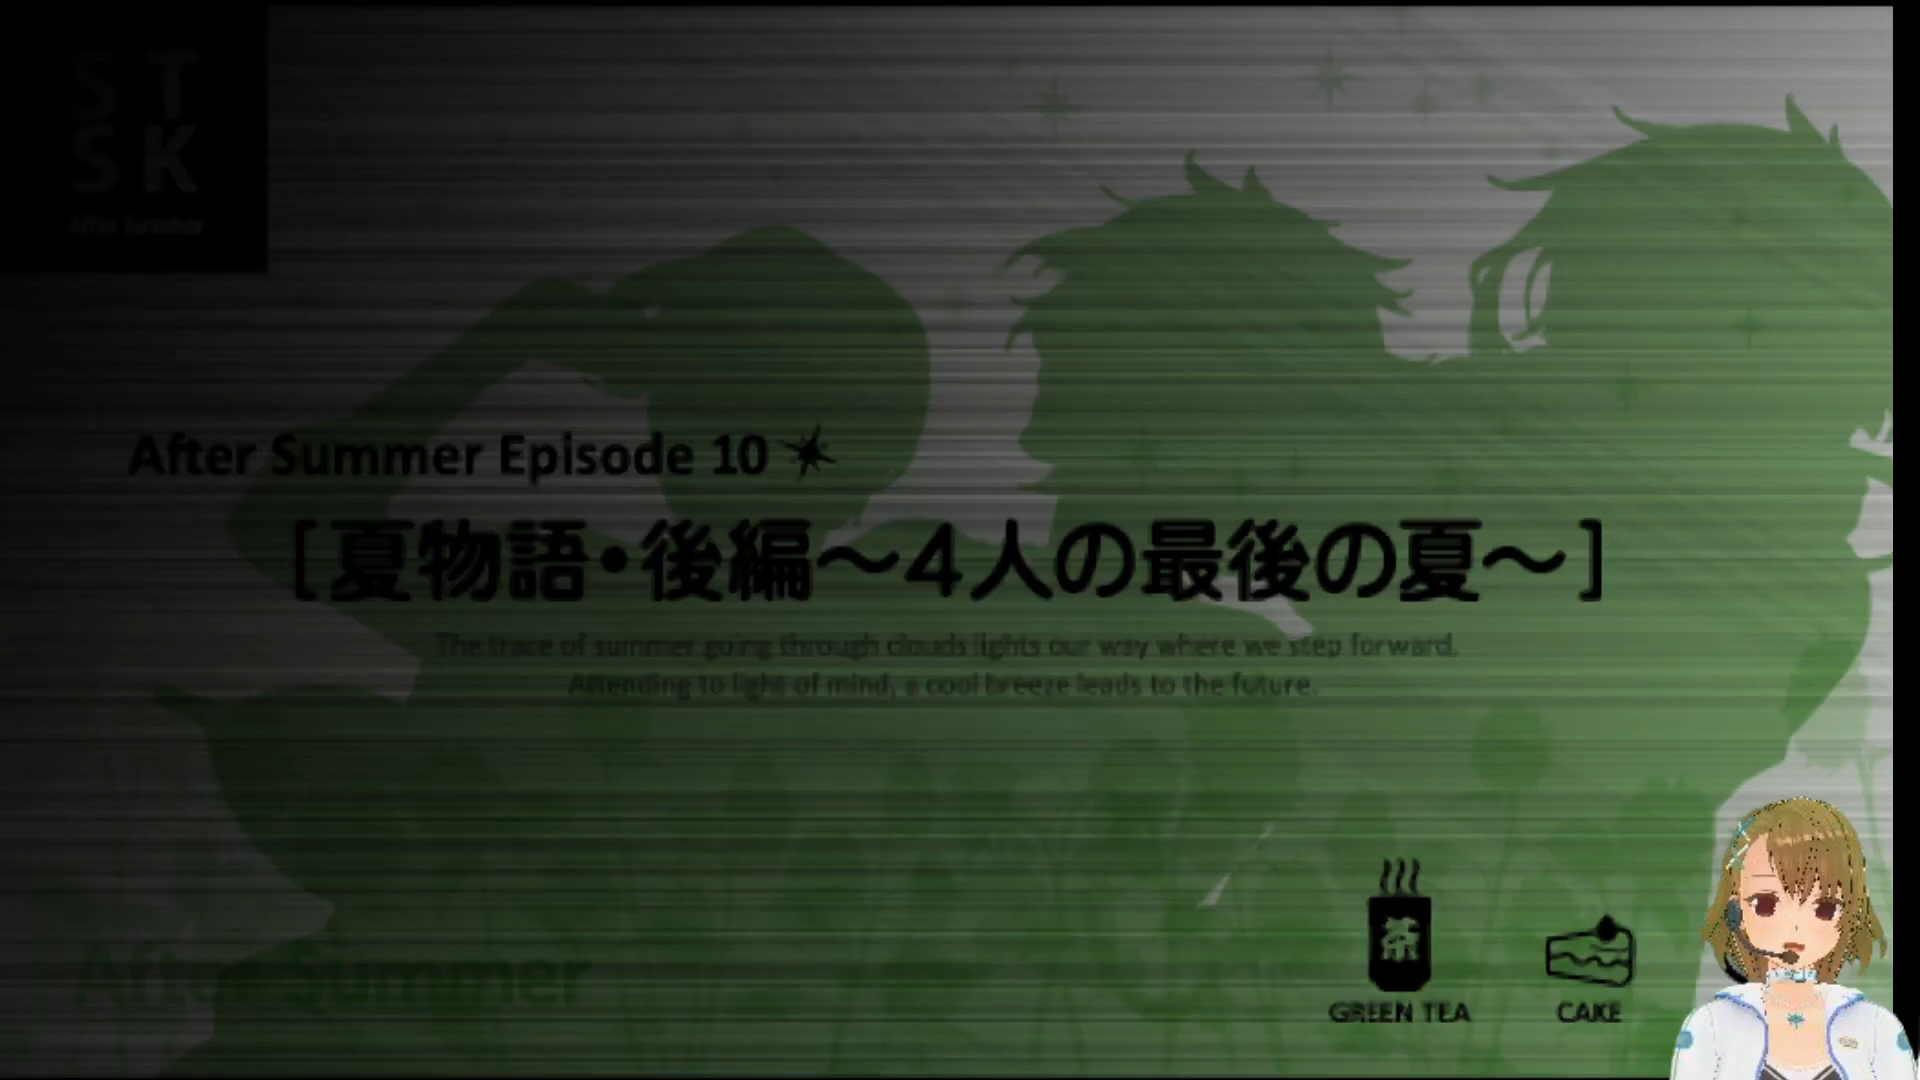 S T
S K
After Summer
After Summer Episode 10
[夏物語・後編～4人の最後の夏～]
The trace of summer going through clouds lights our way where we step forward.
Attending to light of mind, a cool breeze leads to the future.
茶
GREEN TEA
CAKE
After Summer